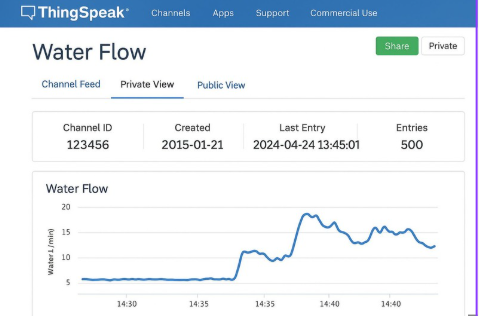 ThingSpeak™ Channels Apps Support Commercial Use
Water Flow
Share Private
Channel Feed Private View Public View
Channel ID Created Last Entry Entries
123456 2015-01-21 2024-04-24 13:45:01 500
Water Flow
20
15
10
5
Water L/min)
14:30 14:35 14:35 14:40 14:40